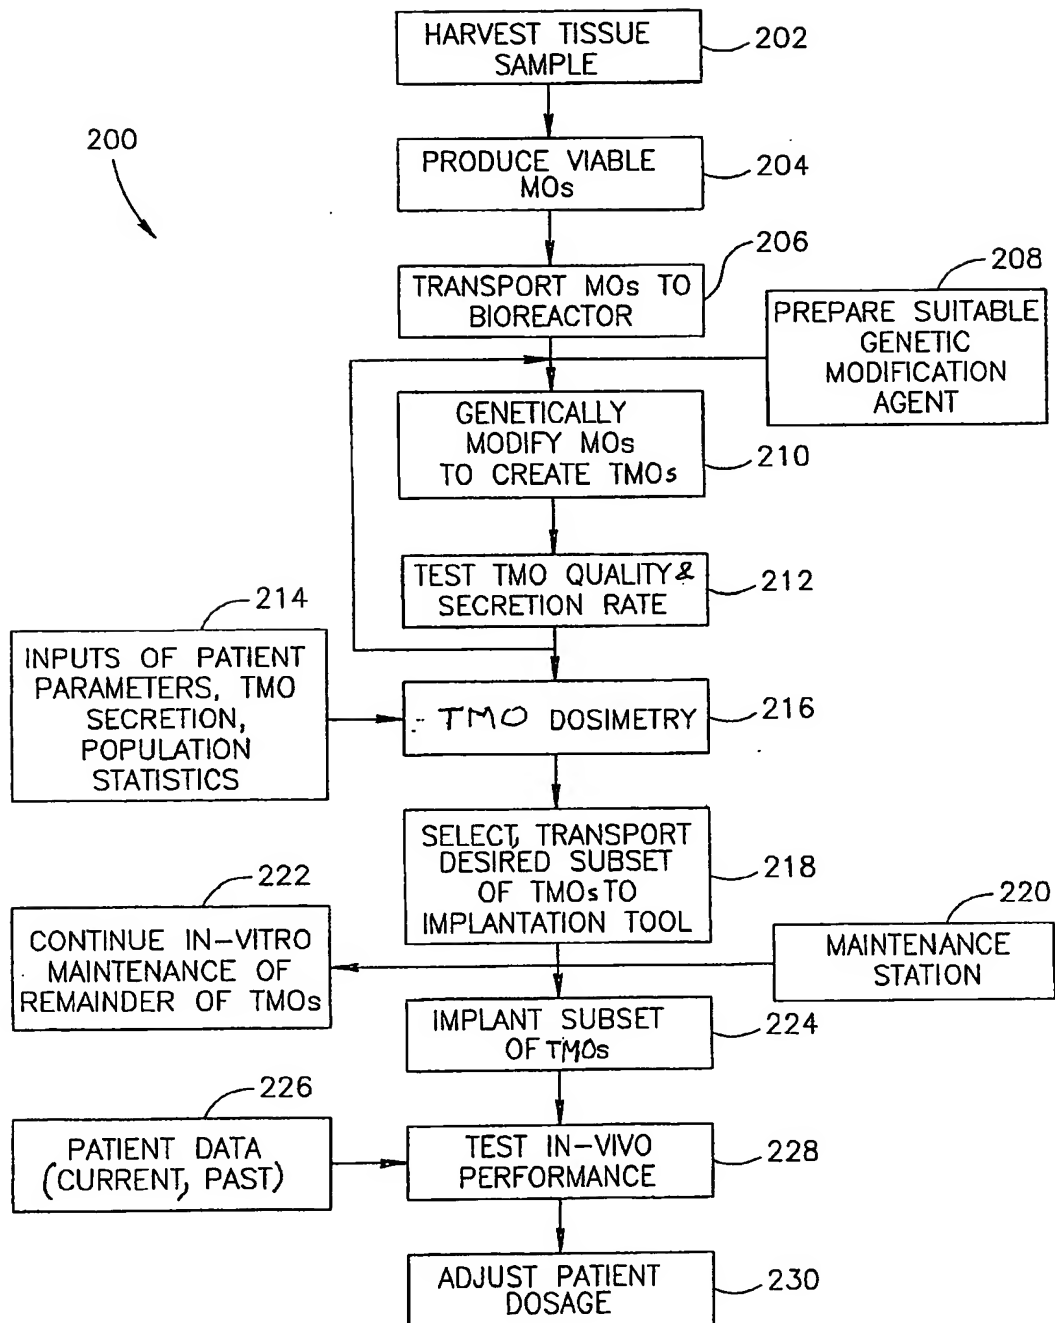 HARVEST TISSUE
SAMPLE
202
200
PRODUCE VIABLE
MOs
204
206
TRANSPORT MOs TO
BIOREACTOR
208
PREPARE SUITABLE
GENETIC
MODIFICATION
AGENT
GENETICALLY
MODIFY MOs
TO CREATE TMOs
210
TEST TMO QUALITY &
SECRETION RATE
212
214
INPUTS OF PATIENT
PARAMETERS, TMO
SECRETION,
POPULATION
STATISTICS
TMO DOSIMETRY
216
SELECT, TRANSPORT
DESIRED SUBSET
OF TMOs TO
IMPLANTATION TOOL
218
220
MAINTENANCE
STATION
222
CONTINUE IN-VITRO
MAINTENANCE OF
REMAINDER OF TMOs
IMPLANT SUBSET
OF TMOs
224
226
PATIENT DATA
(CURRENT, PAST)
TEST IN-VIVO
PERFORMANCE
228
ADJUST PATIENT
DOSAGE
230